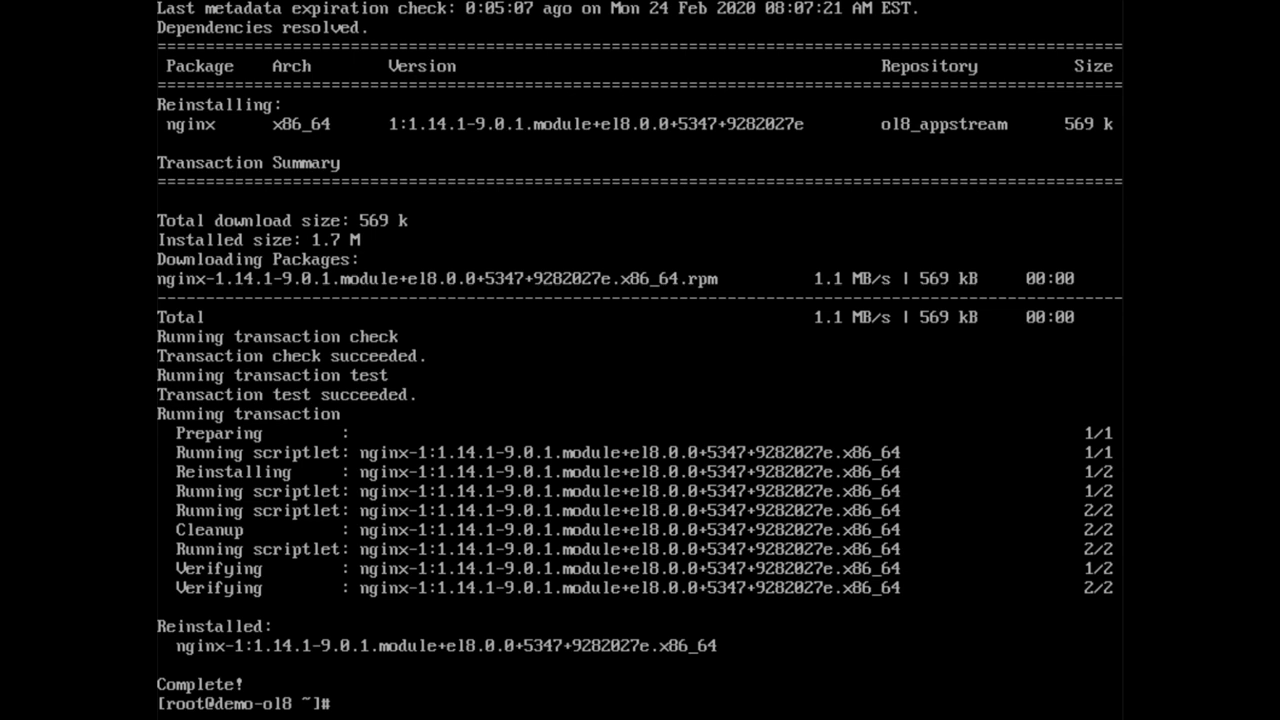 Last metadata expiration check: 0:05:07 ago on Mon 24 Feb 2020 08:07:21 AM EST.
Dependencies resolved.
====================================================================================================
Package Arch Version Repository Size
====================================================================================================
Reinstalling:
nginx x86_64 1:1.14.1-9.0.1.module+el8.0.0+5347+9282027e ol8_appstream 569 k
Transaction Summary
====================================================================================================
Total download size: 569 k
Installed size: 1.7 M
Downloading Packages:
nginx-1.14.1-9.0.1.module+el8.0.0+5347+9282027e.x86_64.rpm 1.1 MB/s | 569 kB 00:00
----------------------------------------------------------------------------------------------------
Total 1.1 MB/s | 569 kB 00:00
Running transaction check
Transaction check succeeded.
Running transaction test
Transaction test succeeded.
Running transaction
Preparing : 1/1
Running scriptlet: nginx-1:1.14.1-9.0.1.module+el8.0.0+5347+9282027e.x86_64 1/1
Reinstalling : nginx-1:1.14.1-9.0.1.module+el8.0.0+5347+9282027e.x86_64 1/2
Running scriptlet: nginx-1:1.14.1-9.0.1.module+el8.0.0+5347+9282027e.x86_64 1/2
Running scriptlet: nginx-1:1.14.1-9.0.1.module+el8.0.0+5347+9282027e.x86_64 2/2
Cleanup : nginx-1:1.14.1-9.0.1.module+el8.0.0+5347+9282027e.x86_64 2/2
Running scriptlet: nginx-1:1.14.1-9.0.1.module+el8.0.0+5347+9282027e.x86_64 2/2
Verifying : nginx-1:1.14.1-9.0.1.module+el8.0.0+5347+9282027e.x86_64 1/2
Verifying : nginx-1:1.14.1-9.0.1.module+el8.0.0+5347+9282027e.x86_64 2/2
Reinstalled:
nginx-1:1.14.1-9.0.1.module+el8.0.0+5347+9282027e.x86_64
Complete!
[root@demo-ol8 ~]#